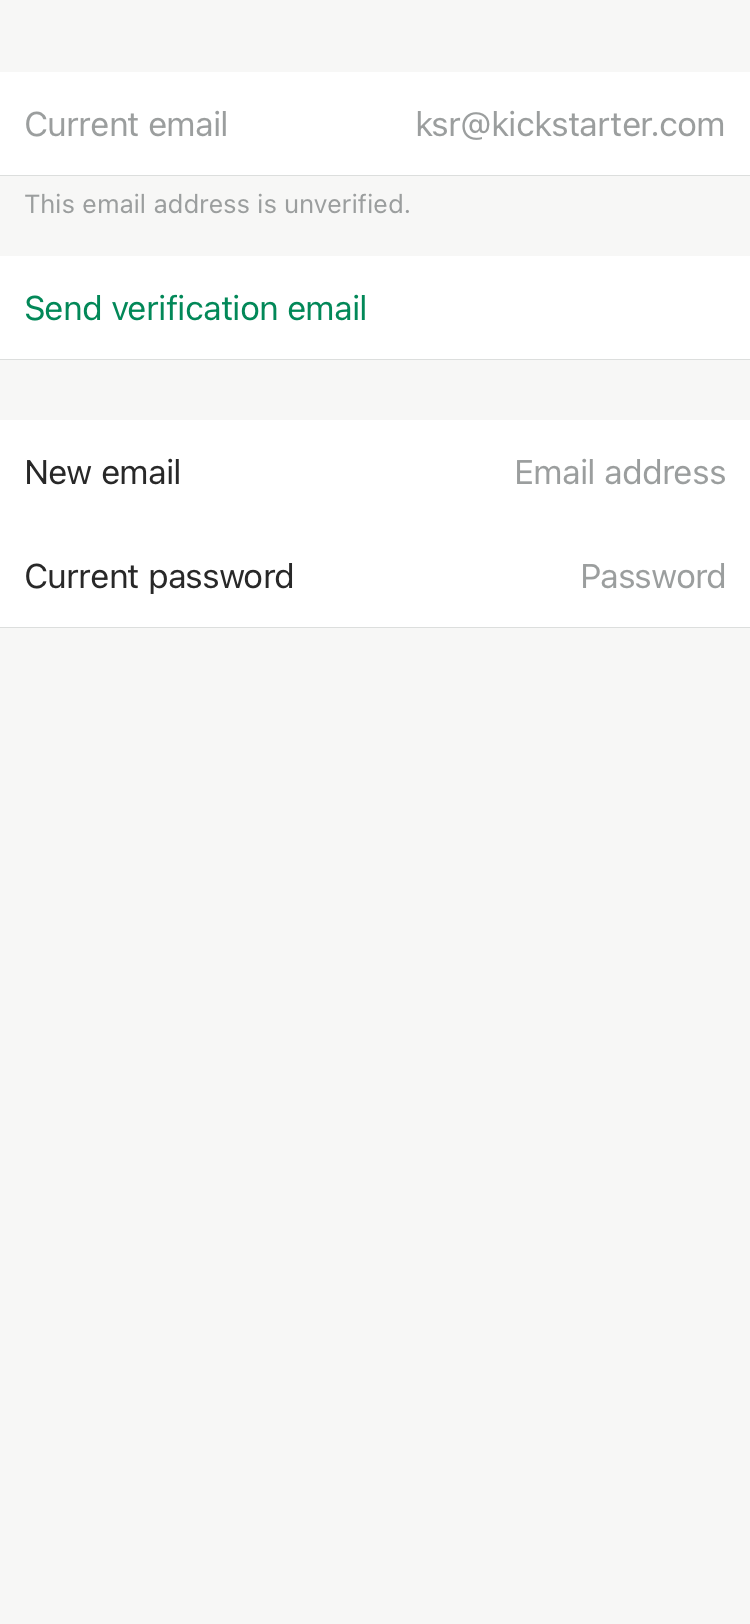 Current email ksr@kickstarter.com
This email address is unverified.
Send verification email
New email Email address
Current password Password